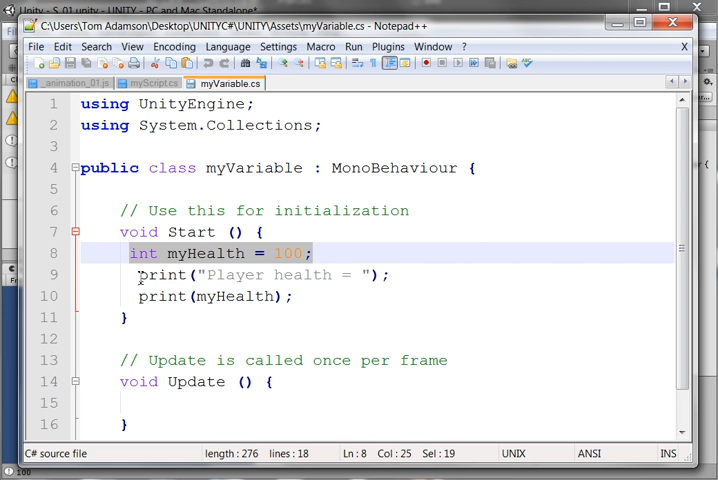 Unity - S_01.unity - UNITY - PC and Mac Standalone*
C:\Users\Tom Adamson\Desktop\UNITYC#\UNITY\Assets\myVariable.cs - Notepad++
File Edit Search View Encoding Language Settings Macro Run Plugins Window ? X
_animation_01.js myScript.cs myVariable.cs
1 using UnityEngine;
2 using System.Collections;
3
4 public class myVariable : MonoBehaviour {
5
6 // Use this for initialization
7 void Start () {
8 int myHealth = 100;
9 print("Player health = ");
10 print(myHealth);
11 }
12
13 // Update is called once per frame
14 void Update () {
15
16 }
C# source file length : 276 lines : 18 Ln : 8 Col : 25 Sel : 19 UNIX ANSI INS
100